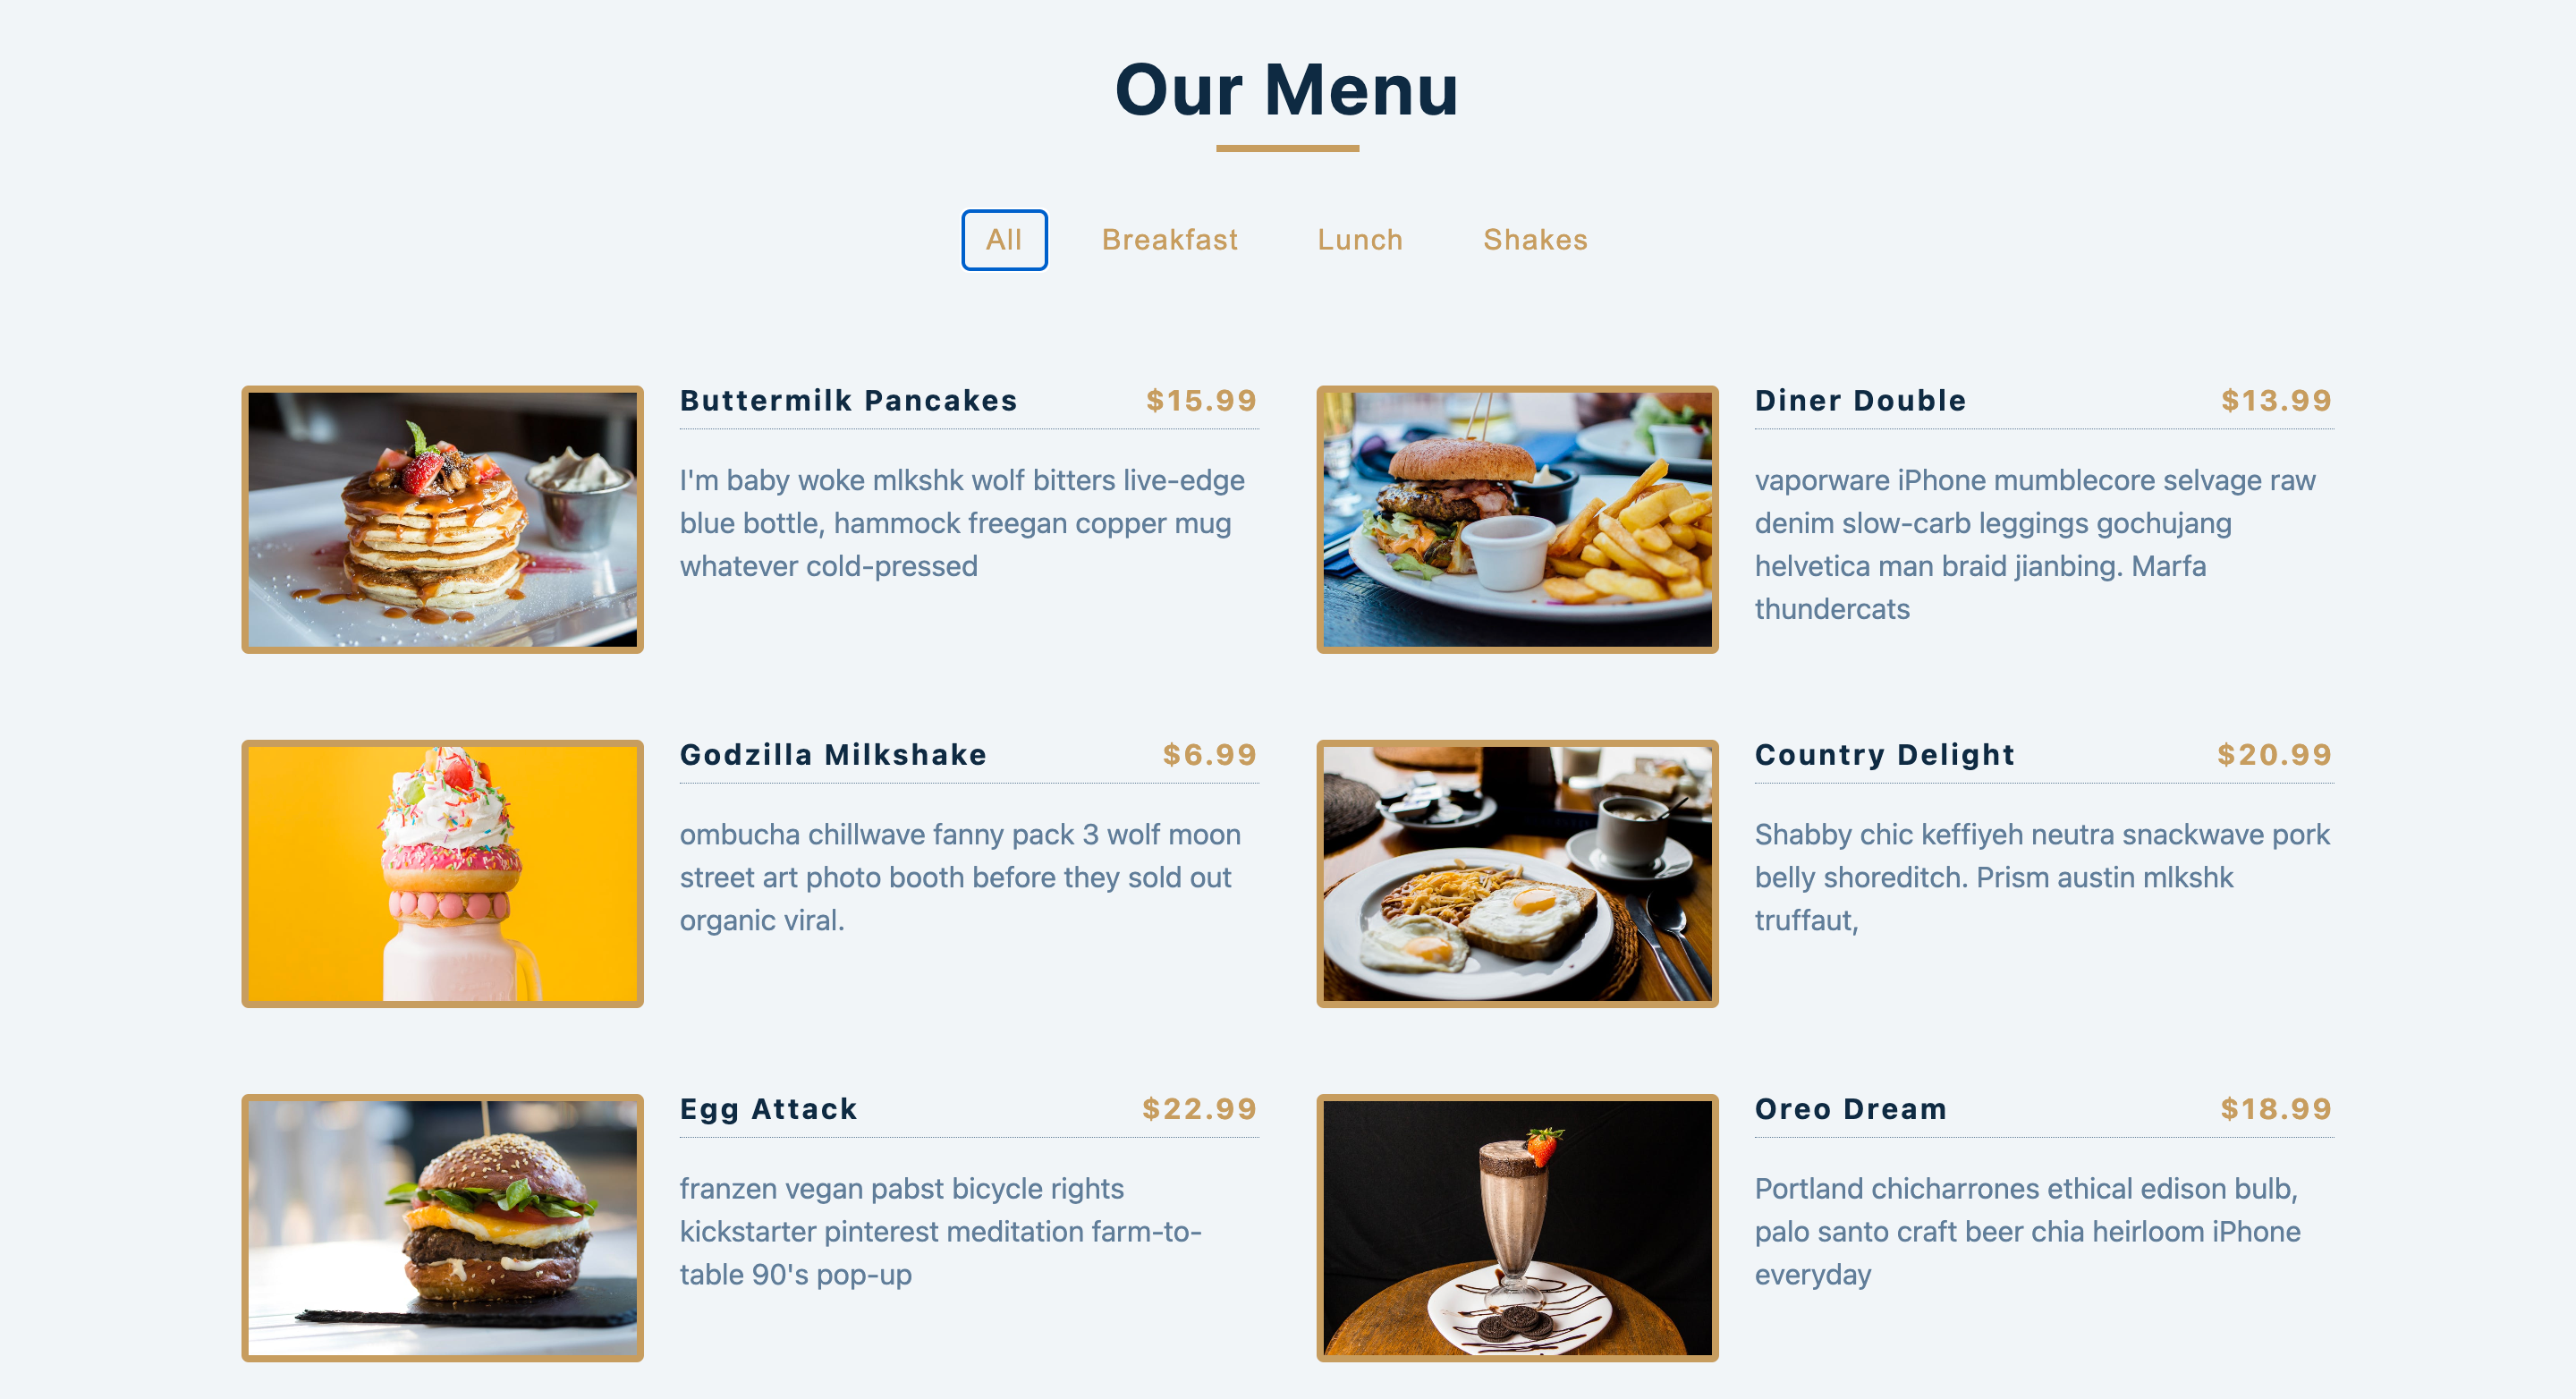 Our Menu
All Breakfast Lunch Shakes
Buttermilk Pancakes $15.99
I'm baby woke mlkshk wolf bitters live-edge
blue bottle, hammock freegan copper mug
whatever cold-pressed
Diner Double $13.99
vaporware iPhone mumblecore selvage raw
denim slow-carb leggings gochujang
helvetica man braid jianbing. Marfa
thundercats
Godzilla Milkshake $6.99
ombucha chillwave fanny pack 3 wolf moon
street art photo booth before they sold out
organic viral.
Country Delight $20.99
Shabby chic keffiyeh neutra snackwave pork
belly shoreditch. Prism austin mlkshk
truffaut,
Egg Attack $22.99
franzen vegan pabst bicycle rights
kickstarter pinterest meditation farm-to-
table 90's pop-up
Oreo Dream $18.99
Portland chicharrones ethical edison bulb,
palo santo craft beer chia heirloom iPhone
everyday